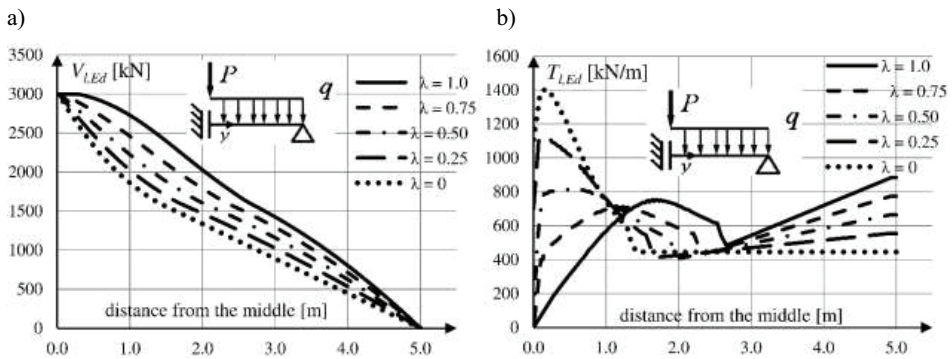 a)
3500
3000
2500
2000
1500
1000
500
0
V_{l,Ed} [kN]
P
q
y
λ = 1.0
λ = 0.75
λ = 0.50
λ = 0.25
λ = 0
distance from the middle [m]
0.0 1.0 2.0 3.0 4.0 5.0
b)
1600
1400
1200
1000
800
600
400
200
0
T_{l,Ed} [kN/m]
P
q
y
λ = 1.0
λ = 0.75
λ = 0.50
λ = 0.25
λ = 0
distance from the middle [m]
0.0 1.0 2.0 3.0 4.0 5.0